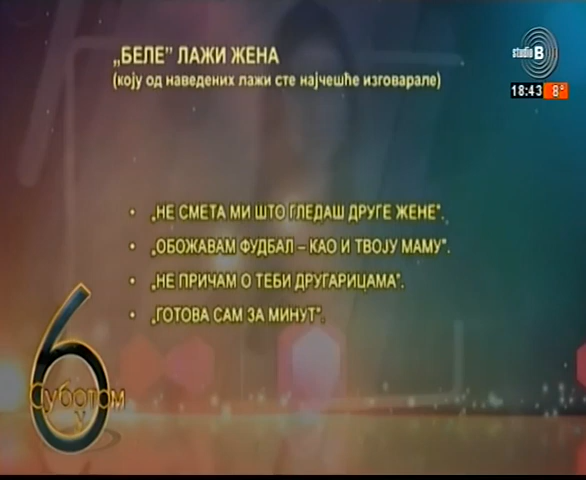 „БЕЛЕ” ЛАЖИ ЖЕНА
(коју од наведених лажи сте најчешће изговарале)
studio B
18:43 8°
• „НЕ СМЕТА МИ ШТО ГЛЕДАШ ДРУГЕ ЖЕНЕ”.
• „ОБОЖАВАМ ФУДБАЛ – КАО И ТВОЈУ МАМУ”.
• „НЕ ПРИЧАМ О ТЕБИ ДРУГАРИЦАМА”.
• „ГОТОВА САМ ЗА МИНУТ”.
Суботом
у
6